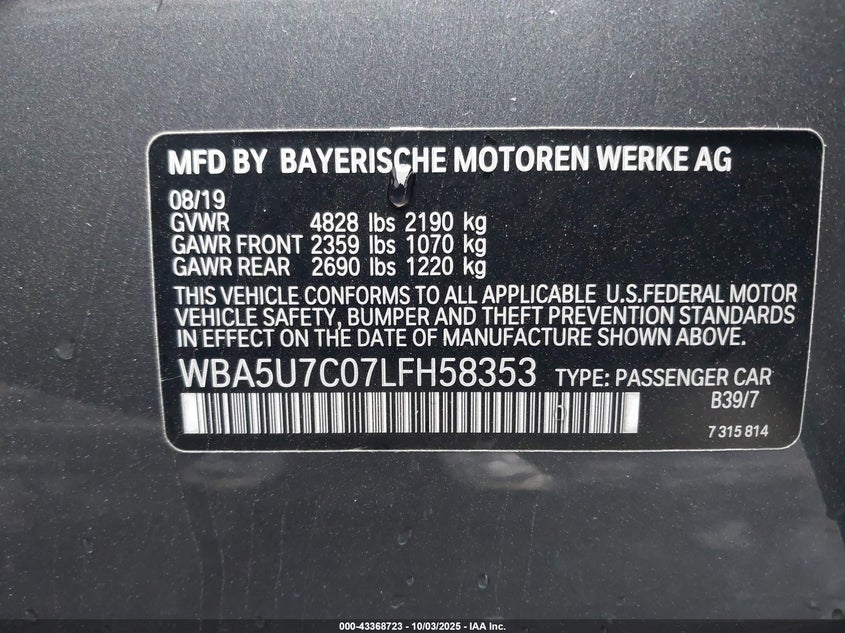 MFD BY BAYERISCHE MOTOREN WERKE AG
08/19
GVWR 4828 lbs 2190 kg
GAWR FRONT 2359 lbs 1070 kg
GAWR REAR 2690 lbs 1220 kg
THIS VEHICLE CONFORMS TO ALL APPLICABLE U.S.FEDERAL MOTOR
VEHICLE SAFETY, BUMPER AND THEFT PREVENTION STANDARDS
IN EFFECT ON THE DATE OF MANUFACTURE SHOWN ABOVE.
WBA5U7C07LFH58353 TYPE: PASSENGER CAR
B39/7
7 315 814
000-43368723 - 10/03/2025 - IAA Inc.